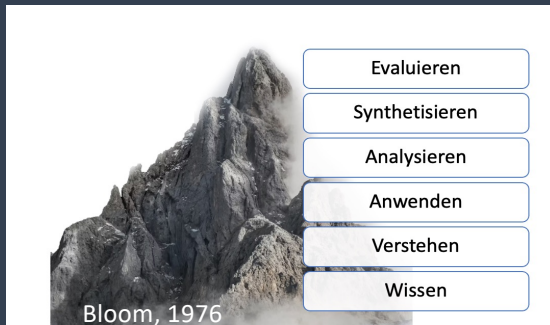 Evaluieren
Synthetisieren
Analysieren
Anwenden
Verstehen
Wissen
Bloom, 1976